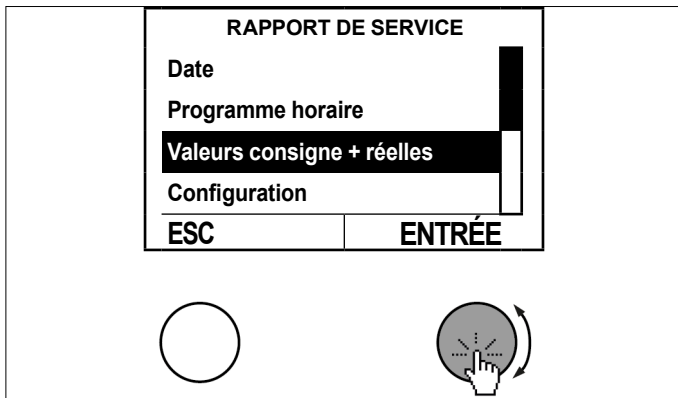 RAPPORT DE SERVICE
Date
Programme horaire
Valeurs consigne + réelles
Configuration
ESC ENTRÉE